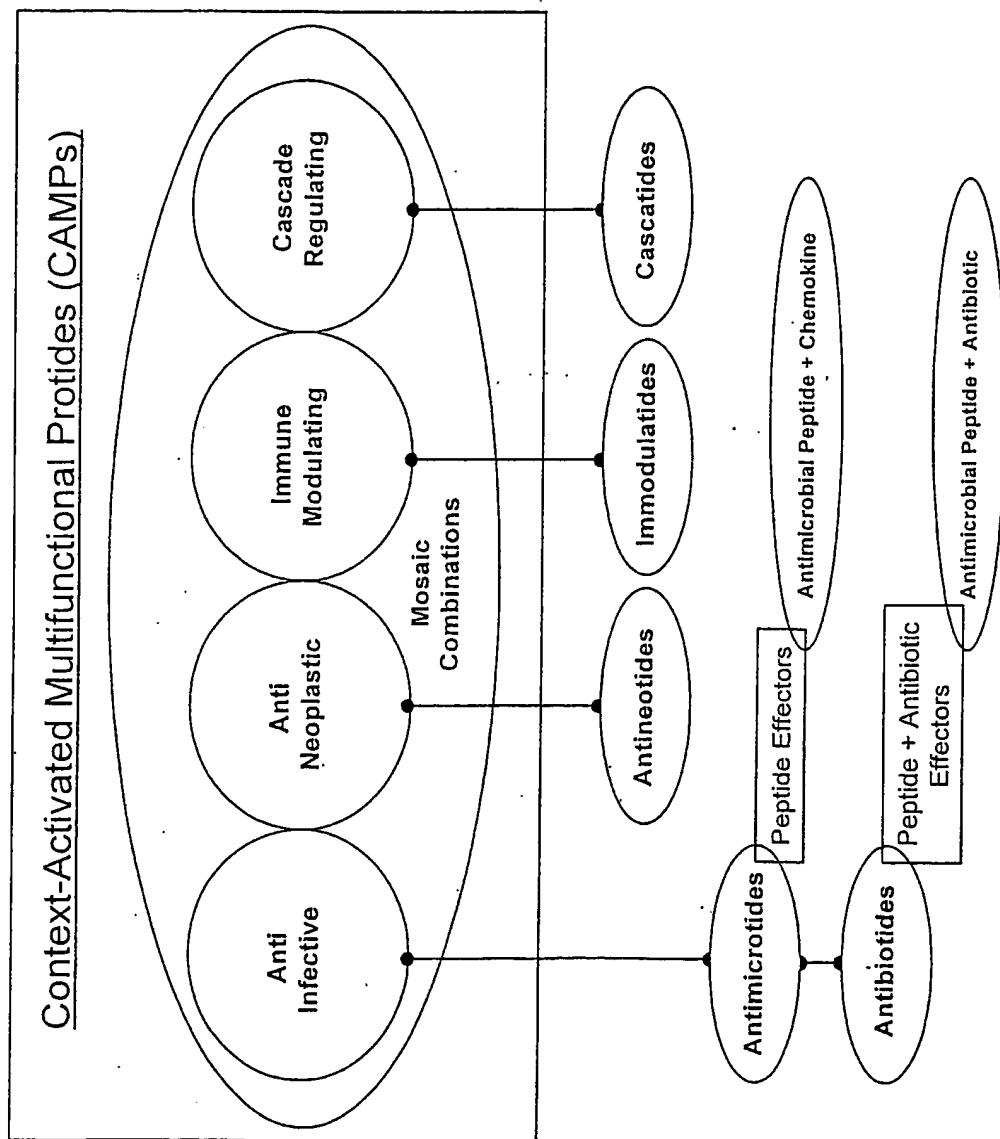 Context-Activated Multifunctional Protides (CAMPs)
Anti
Infective
Anti
Neoplastic
Immune
Modulating
Cascade
Regulating
Mosaic
Combinations
Antineotides
Immodulatides
Cascatides
Antimicrotides
Peptide Effectors
Antimicrobial Peptide + Chemokine
Antibiotides
Peptide + Antibiotic
Effectors
Antimicrobial Peptide + Antibiotic